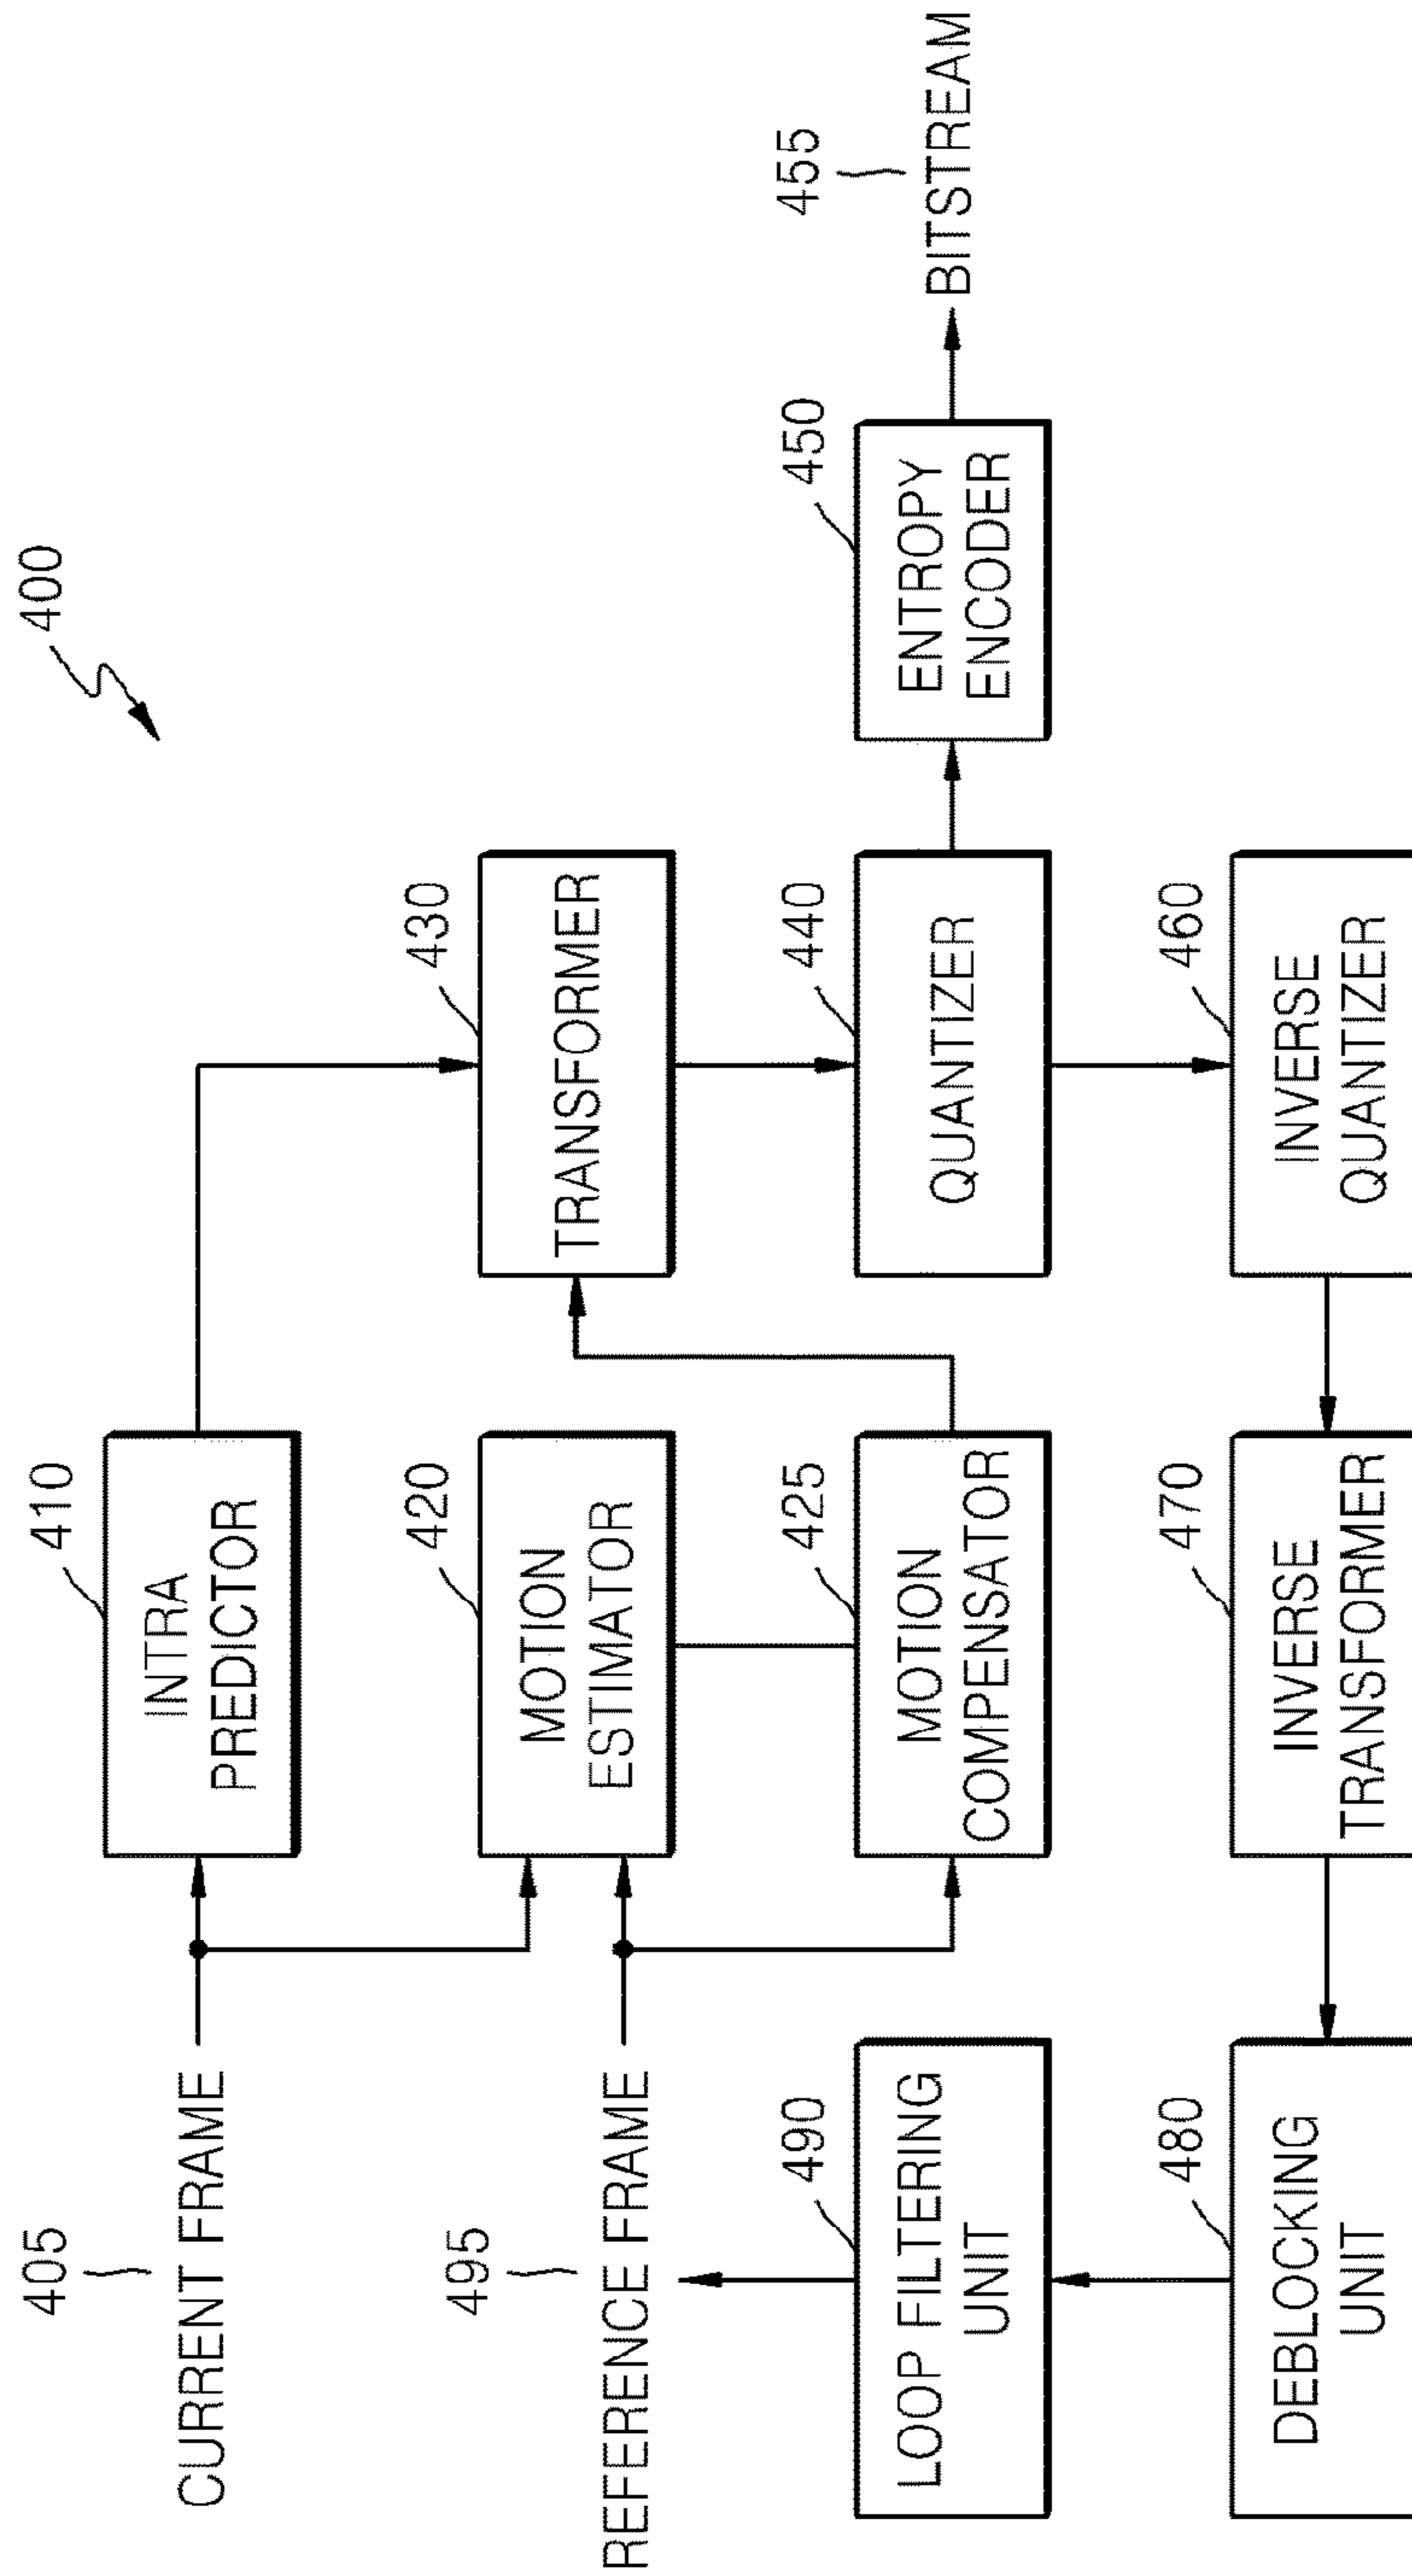 400
405
CURRENT FRAME
410
INTRA
PREDICTOR
495
REFERENCE FRAME
420
MOTION
ESTIMATOR
430
TRANSFORMER
490
LOOP FILTERING
UNIT
425
MOTION
COMPENSATOR
440
QUANTIZER
450
ENTROPY
ENCODER
455
BITSTREAM
480
DEBLOCKING
UNIT
470
INVERSE
TRANSFORMER
460
INVERSE
QUANTIZER